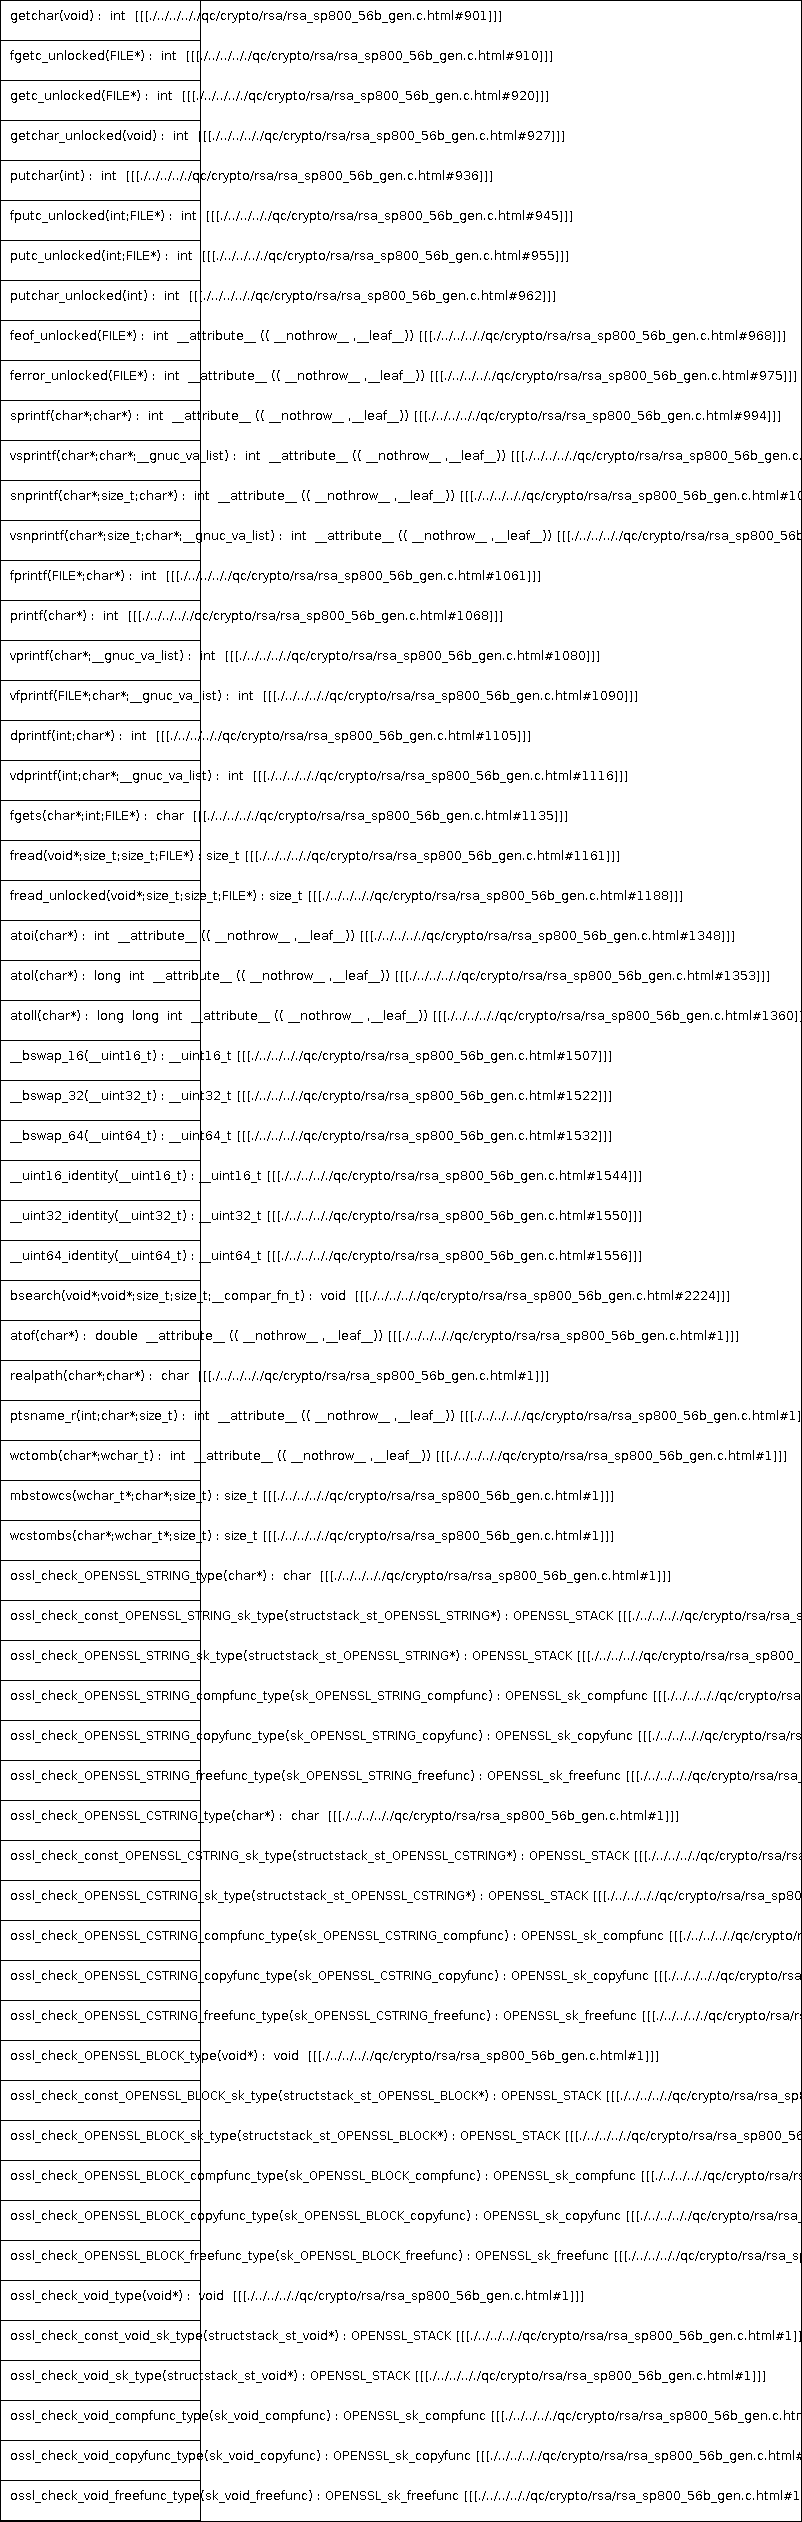 getchar(void) : int [[[./../../../../qc/crypto/rsa/rsa_sp800_56b_gen.c.html#901]]]
fgetc_unlocked(FILE*) : int [[[./../../../../qc/crypto/rsa/rsa_sp800_56b_gen.c.html#910]]]
getc_unlocked(FILE*) : int [[[./../../../../qc/crypto/rsa/rsa_sp800_56b_gen.c.html#920]]]
getchar_unlocked(void) : int [[[./../../../../qc/crypto/rsa/rsa_sp800_56b_gen.c.html#927]]]
putchar(int) : int [[[./../../../../qc/crypto/rsa/rsa_sp800_56b_gen.c.html#936]]]
fputc_unlocked(int;FILE*) : int [[[./../../../../qc/crypto/rsa/rsa_sp800_56b_gen.c.html#945]]]
putc_unlocked(int;FILE*) : int [[[./../../../../qc/crypto/rsa/rsa_sp800_56b_gen.c.html#955]]]
putchar_unlocked(int) : int [[[./../../../../qc/crypto/rsa/rsa_sp800_56b_gen.c.html#962]]]
feof_unlocked(FILE*) : int __attribute__ (( __nothrow__ ,__leaf__)) [[[./../../../../qc/crypto/rsa/rsa_sp800_56b_gen.c.html#968]]]
ferror_unlocked(FILE*) : int __attribute__ (( __nothrow__ ,__leaf__)) [[[./../../../../qc/crypto/rsa/rsa_sp800_56b_gen.c.html#975]]]
sprintf(char*;char*) : int __attribute__ (( __nothrow__ ,__leaf__)) [[[./../../../../qc/crypto/rsa/rsa_sp800_56b_gen.c.html#994]]]
vsprintf(char*;char*;__gnuc_va_list) : int __attribute__ (( __nothrow__ ,__leaf__)) [[[./../../../../qc/crypto/rsa/rsa_sp800_56b_gen.c.
snprintf(char*;size_t;char*) : int __attribute__ (( __nothrow__ ,__leaf__)) [[[./../../../../qc/crypto/rsa/rsa_sp800_56b_gen.c.html#10
vsnprintf(char*;size_t;char*;__gnuc_va_list) : int __attribute__ (( __nothrow__ ,__leaf__)) [[[./../../../../qc/crypto/rsa/rsa_sp800_56b
fprintf(FILE*;char*) : int [[[./../../../../qc/crypto/rsa/rsa_sp800_56b_gen.c.html#1061]]]
printf(char*) : int [[[./../../../../qc/crypto/rsa/rsa_sp800_56b_gen.c.html#1068]]]
vprintf(char*;__gnuc_va_list) : int [[[./../../../../qc/crypto/rsa/rsa_sp800_56b_gen.c.html#1080]]]
vfprintf(FILE*;char*;__gnuc_va_list) : int [[[./../../../../qc/crypto/rsa/rsa_sp800_56b_gen.c.html#1090]]]
dprintf(int;char*) : int [[[./../../../../qc/crypto/rsa/rsa_sp800_56b_gen.c.html#1105]]]
vdprintf(int;char*;__gnuc_va_list) : int [[[./../../../../qc/crypto/rsa/rsa_sp800_56b_gen.c.html#1116]]]
fgets(char*;int;FILE*) : char [[[./../../../../qc/crypto/rsa/rsa_sp800_56b_gen.c.html#1135]]]
fread(void*;size_t;size_t;FILE*) : size_t [[[./../../../../qc/crypto/rsa/rsa_sp800_56b_gen.c.html#1161]]]
fread_unlocked(void*;size_t;size_t;FILE*) : size_t [[[./../../../../qc/crypto/rsa/rsa_sp800_56b_gen.c.html#1188]]]
atoi(char*) : int __attribute__ (( __nothrow__ ,__leaf__)) [[[./../../../../qc/crypto/rsa/rsa_sp800_56b_gen.c.html#1348]]]
atol(char*) : long int __attribute__ (( __nothrow__ ,__leaf__)) [[[./../../../../qc/crypto/rsa/rsa_sp800_56b_gen.c.html#1353]]]
atoll(char*) : long long int __attribute__ (( __nothrow__ ,__leaf__)) [[[./../../../../qc/crypto/rsa/rsa_sp800_56b_gen.c.html#1360]]]
__bswap_16(__uint16_t) : __uint16_t [[[./../../../../qc/crypto/rsa/rsa_sp800_56b_gen.c.html#1507]]]
__bswap_32(__uint32_t) : __uint32_t [[[./../../../../qc/crypto/rsa/rsa_sp800_56b_gen.c.html#1522]]]
__bswap_64(__uint64_t) : __uint64_t [[[./../../../../qc/crypto/rsa/rsa_sp800_56b_gen.c.html#1532]]]
__uint16_identity(__uint16_t) : __uint16_t [[[./../../../../qc/crypto/rsa/rsa_sp800_56b_gen.c.html#1544]]]
__uint32_identity(__uint32_t) : __uint32_t [[[./../../../../qc/crypto/rsa/rsa_sp800_56b_gen.c.html#1550]]]
__uint64_identity(__uint64_t) : __uint64_t [[[./../../../../qc/crypto/rsa/rsa_sp800_56b_gen.c.html#1556]]]
bsearch(void*;void*;size_t;size_t;__compar_fn_t) : void [[[./../../../../qc/crypto/rsa/rsa_sp800_56b_gen.c.html#2224]]]
atof(char*) : double __attribute__ (( __nothrow__ ,__leaf__)) [[[./../../../../qc/crypto/rsa/rsa_sp800_56b_gen.c.html#1]]]
realpath(char*;char*) : char [[[./../../../../qc/crypto/rsa/rsa_sp800_56b_gen.c.html#1]]]
ptsname_r(int;char*;size_t) : int __attribute__ (( __nothrow__ ,__leaf__)) [[[./../../../../qc/crypto/rsa/rsa_sp800_56b_gen.c.html#1]
wctomb(char*;wchar_t) : int __attribute__ (( __nothrow__ ,__leaf__)) [[[./../../../../qc/crypto/rsa/rsa_sp800_56b_gen.c.html#1]]]
mbstowcs(wchar_t*;char*;size_t) : size_t [[[./../../../../qc/crypto/rsa/rsa_sp800_56b_gen.c.html#1]]]
wcstombs(char*;wchar_t*;size_t) : size_t [[[./../../../../qc/crypto/rsa/rsa_sp800_56b_gen.c.html#1]]]
ossl_check_OPENSSL_STRING_type(char*) : char [[[./../../../../qc/crypto/rsa/rsa_sp800_56b_gen.c.html#1]]]
ossl_check_const_OPENSSL_STRING_sk_type(structstack_st_OPENSSL_STRING*) : OPENSSL_STACK [[[./../../../../qc/crypto/rsa/rsa_s
ossl_check_OPENSSL_STRING_sk_type(structstack_st_OPENSSL_STRING*) : OPENSSL_STACK [[[./../../../../qc/crypto/rsa/rsa_sp800_
ossl_check_OPENSSL_STRING_compfunc_type(sk_OPENSSL_STRING_compfunc) : OPENSSL_sk_compfunc [[[./../../../../qc/crypto/rsa
ossl_check_OPENSSL_STRING_copyfunc_type(sk_OPENSSL_STRING_copyfunc) : OPENSSL_sk_copyfunc [[[./../../../../qc/crypto/rsa/rs
ossl_check_OPENSSL_STRING_freefunc_type(sk_OPENSSL_STRING_freefunc) : OPENSSL_sk_freefunc [[[./../../../../qc/crypto/rsa/rsa_
ossl_check_OPENSSL_CSTRING_type(char*) : char [[[./../../../../qc/crypto/rsa/rsa_sp800_56b_gen.c.html#1]]]
ossl_check_const_OPENSSL_CSTRING_sk_type(structstack_st_OPENSSL_CSTRING*) : OPENSSL_STACK [[[./../../../../qc/crypto/rsa/rsa
ossl_check_OPENSSL_CSTRING_sk_type(structstack_st_OPENSSL_CSTRING*) : OPENSSL_STACK [[[./../../../../qc/crypto/rsa/rsa_sp80
ossl_check_OPENSSL_CSTRING_compfunc_type(sk_OPENSSL_CSTRING_compfunc) : OPENSSL_sk_compfunc [[[./../../../../qc/crypto/r
ossl_check_OPENSSL_CSTRING_copyfunc_type(sk_OPENSSL_CSTRING_copyfunc) : OPENSSL_sk_copyfunc [[[./../../../../qc/crypto/rsa
ossl_check_OPENSSL_CSTRING_freefunc_type(sk_OPENSSL_CSTRING_freefunc) : OPENSSL_sk_freefunc [[[./../../../../qc/crypto/rsa/r
ossl_check_OPENSSL_BLOCK_type(void*) : void [[[./../../../../qc/crypto/rsa/rsa_sp800_56b_gen.c.html#1]]]
ossl_check_const_OPENSSL_BLOCK_sk_type(structstack_st_OPENSSL_BLOCK*) : OPENSSL_STACK [[[./../../../../qc/crypto/rsa/rsa_sp8
ossl_check_OPENSSL_BLOCK_sk_type(structstack_st_OPENSSL_BLOCK*) : OPENSSL_STACK [[[./../../../../qc/crypto/rsa/rsa_sp800_56
ossl_check_OPENSSL_BLOCK_compfunc_type(sk_OPENSSL_BLOCK_compfunc) : OPENSSL_sk_compfunc [[[./../../../../qc/crypto/rsa/rs
ossl_check_OPENSSL_BLOCK_copyfunc_type(sk_OPENSSL_BLOCK_copyfunc) : OPENSSL_sk_copyfunc [[[./../../../../qc/crypto/rsa/rsa_
ossl_check_OPENSSL_BLOCK_freefunc_type(sk_OPENSSL_BLOCK_freefunc) : OPENSSL_sk_freefunc [[[./../../../../qc/crypto/rsa/rsa_s
ossl_check_void_type(void*) : void [[[./../../../../qc/crypto/rsa/rsa_sp800_56b_gen.c.html#1]]]
ossl_check_const_void_sk_type(structstack_st_void*) : OPENSSL_STACK [[[./../../../../qc/crypto/rsa/rsa_sp800_56b_gen.c.html#1]]
ossl_check_void_sk_type(structstack_st_void*) : OPENSSL_STACK [[[./../../../../qc/crypto/rsa/rsa_sp800_56b_gen.c.html#1]]]
ossl_check_void_compfunc_type(sk_void_compfunc) : OPENSSL_sk_compfunc [[[./../../../../qc/crypto/rsa/rsa_sp800_56b_gen.c.htm
ossl_check_void_copyfunc_type(sk_void_copyfunc) : OPENSSL_sk_copyfunc [[[./../../../../qc/crypto/rsa/rsa_sp800_56b_gen.c.html#
ossl_check_void_freefunc_type(sk_void_freefunc) : OPENSSL_sk_freefunc [[[./../../../../qc/crypto/rsa/rsa_sp800_56b_gen.c.html#1